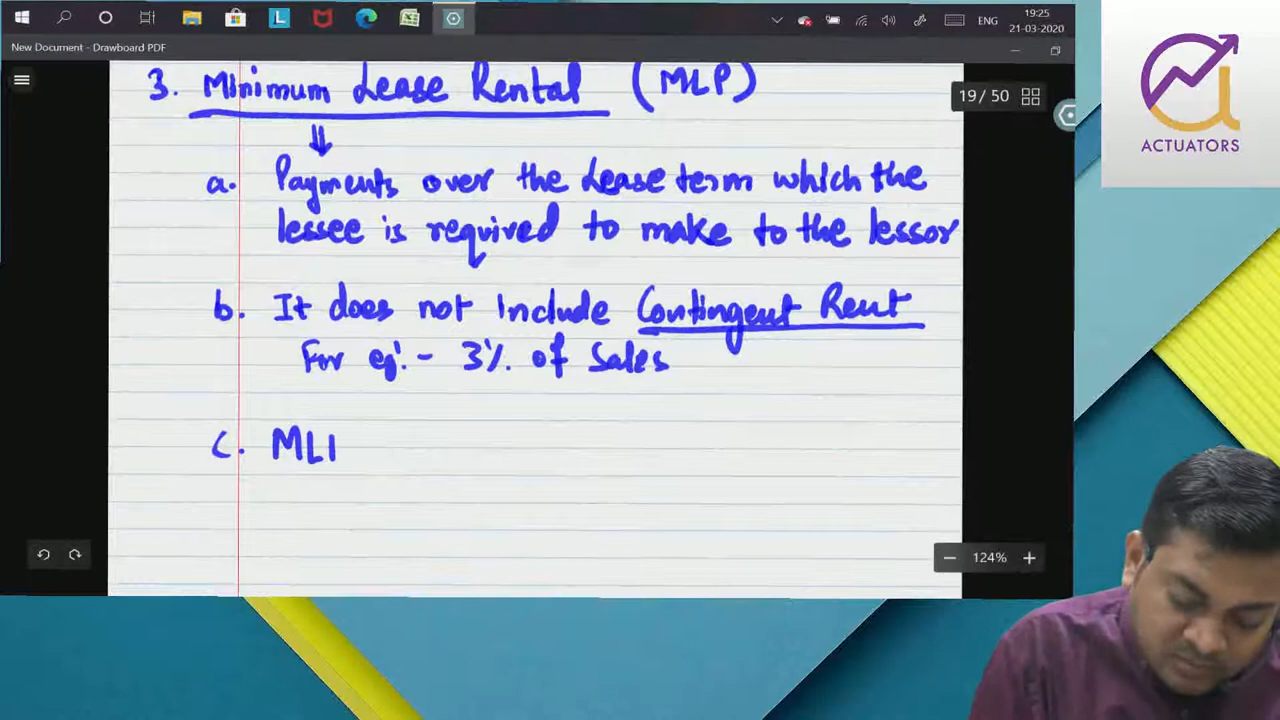 19:25
ENG
21-03-2020
New Document - Drawboard PDF
3. Minimum Lease Rental (MLP)
19 / 50
ACTUATORS
a. Payments over the Lease term which the
lessee is required to make to the lessor
b. It does not include Contingent Rent
For eg:- 3% of Sales
c. MLI
124%